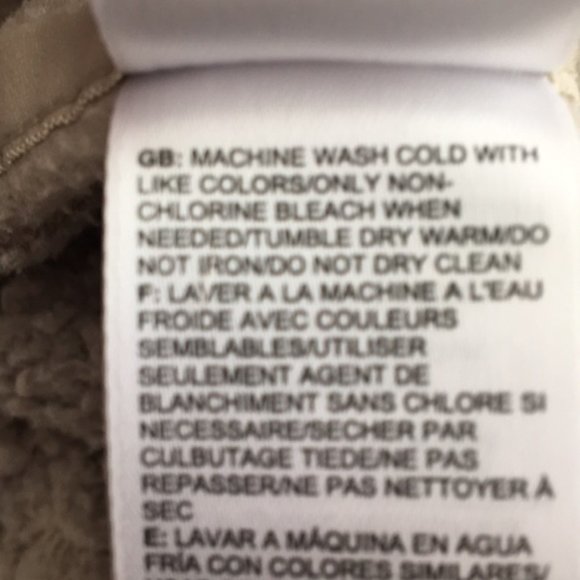 GB: MACHINE WASH COLD WITH
LIKE COLORS/ONLY NON-
CHLORINE BLEACH WHEN
NEEDED/TUMBLE DRY WARM/DO
NOT IRON/DO NOT DRY CLEAN
F: LAVER A LA MACHINE A L'EAU
FROIDE AVEC COULEURS
SEMBLABLES/UTILISER
SEULEMENT AGENT DE
BLANCHIMENT SANS CHLORE SI
NECESSAIRE/SECHER PAR
CULBUTAGE TIEDE/NE PAS
REPASSER/NE PAS NETTOYER À
SEC
E: LAVAR A MÁQUINA EN AGUA
FRÍA CON COLORES SIMILARES/